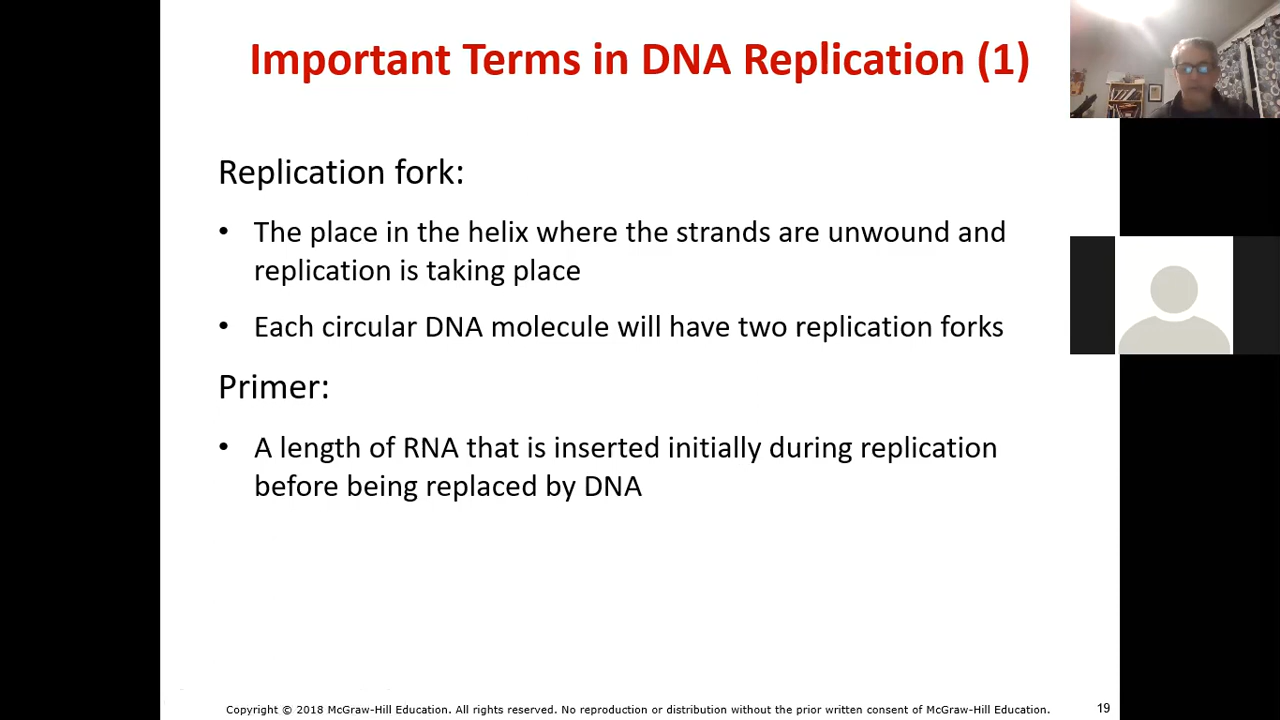 Important Terms in DNA Replication (1)
Replication fork:
• The place in the helix where the strands are unwound and
replication is taking place
• Each circular DNA molecule will have two replication forks
Primer:
• A length of RNA that is inserted initially during replication
before being replaced by DNA
Copyright © 2018 McGraw-Hill Education. All rights reserved. No reproduction or distribution without the prior written consent of McGraw-Hill Education.
19